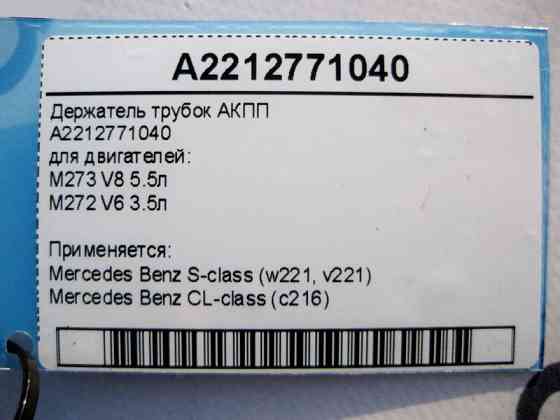 A2212771040
Держатель трубок АКПП
A2212771040
для двигателей:
M273 V8 5.5л
M272 V6 3.5л
Применяется:
Mercedes Benz S-class (w221, v221)
Mercedes Benz CL-class (c216)